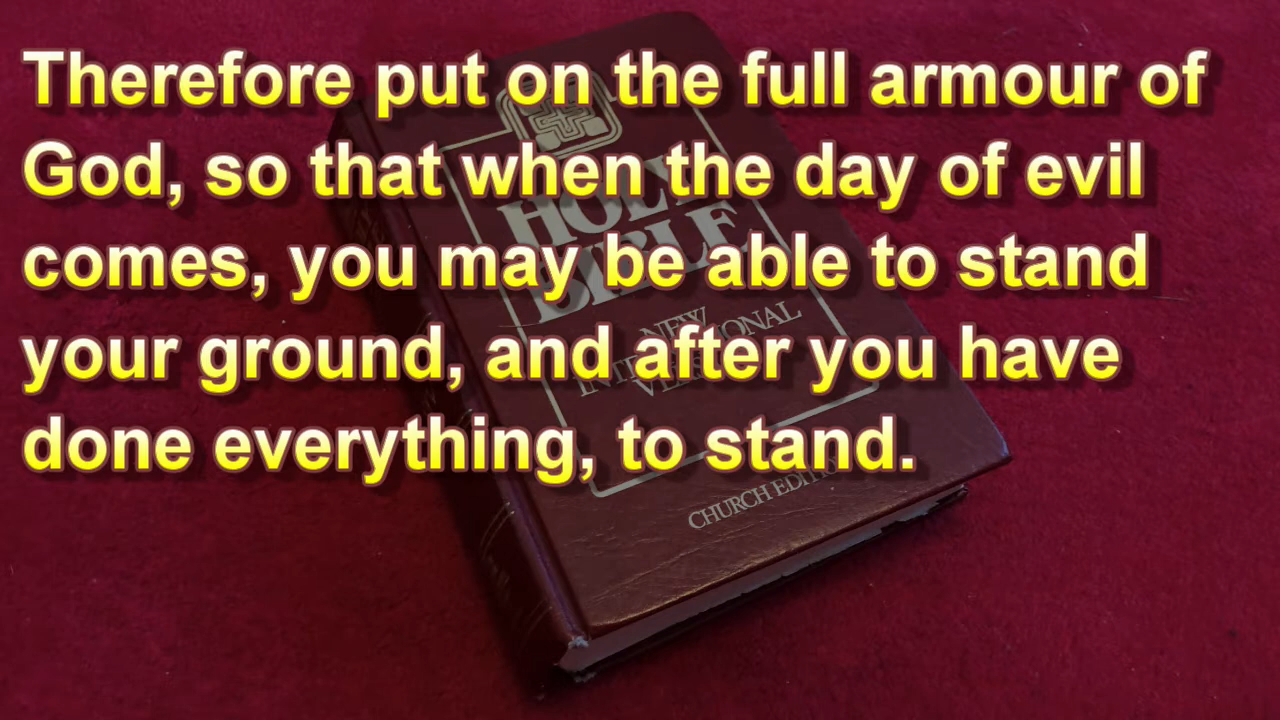 Therefore put on the full armour of
God, so that when the day of evil
comes, you may be able to stand
your ground, and after you have
done everything, to stand.
HOLY
BIBLE
NEW
INTERNATIONAL
VERSION
CHURCH EDITION